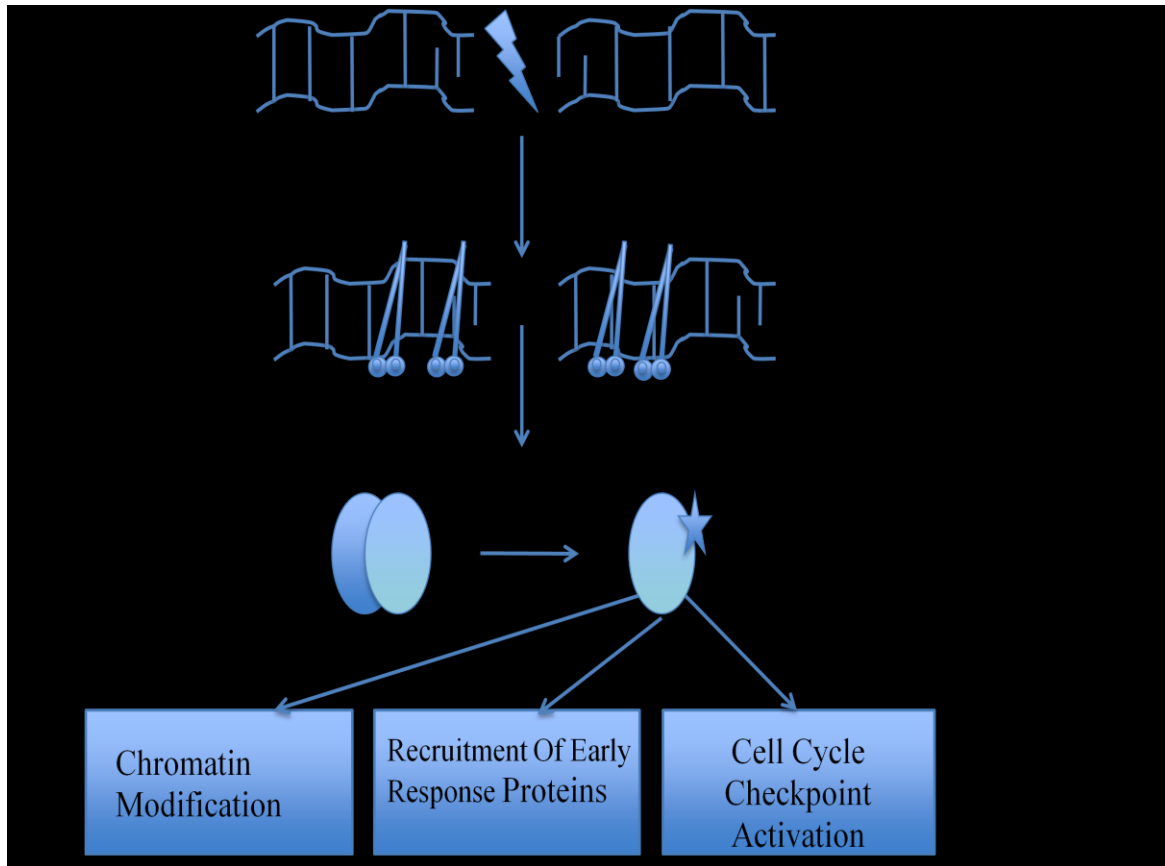 Chromatin
Modification
Recruitment Of Early
Response Proteins
Cell Cycle
Checkpoint
Activation